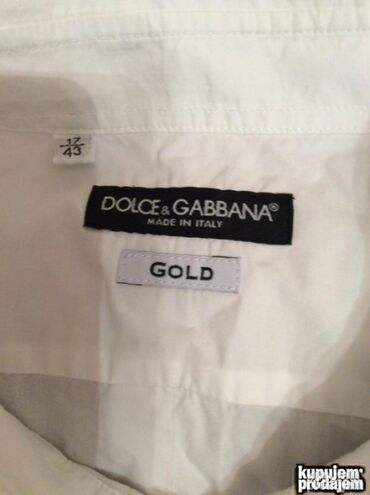 17
43
DOLCE & GABBANA®
MADE IN ITALY
GOLD
kupujem
prodajem